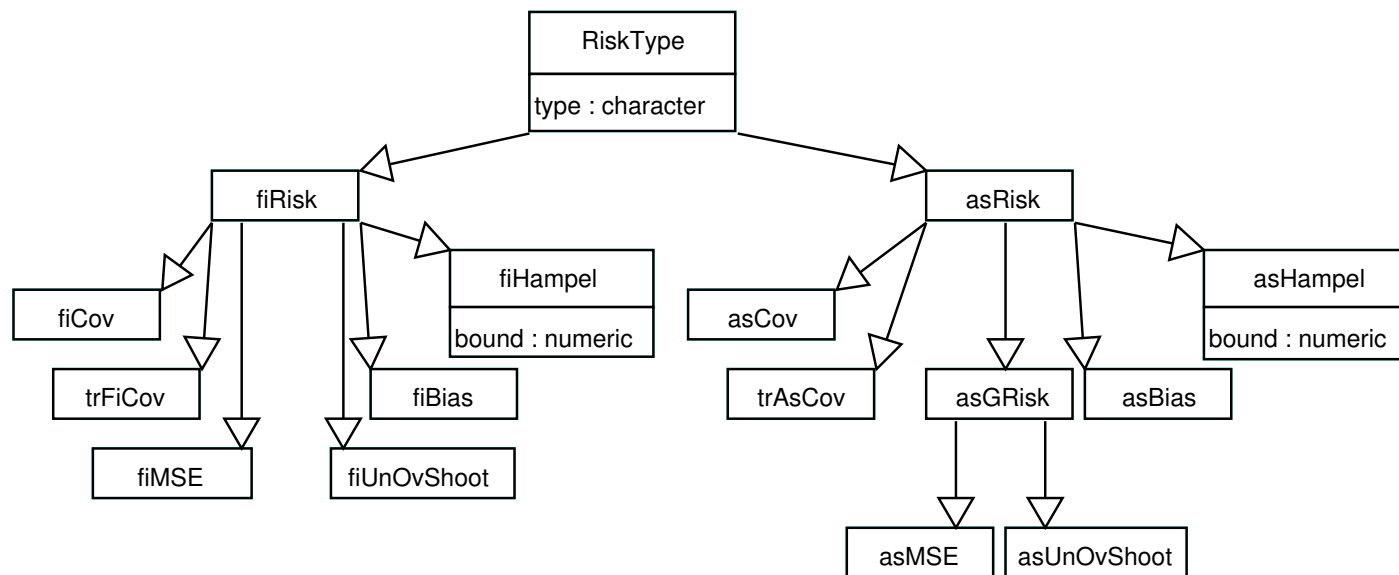 RiskType
type : character
fiRisk
asRisk
fiHampel
bound : numeric
asHampel
bound : numeric
fiCov
asCov
trFiCov
fiBias
trAsCov
asGRisk
asBias
fiMSE
fiUnOvShoot
asMSE
asUnOvShoot